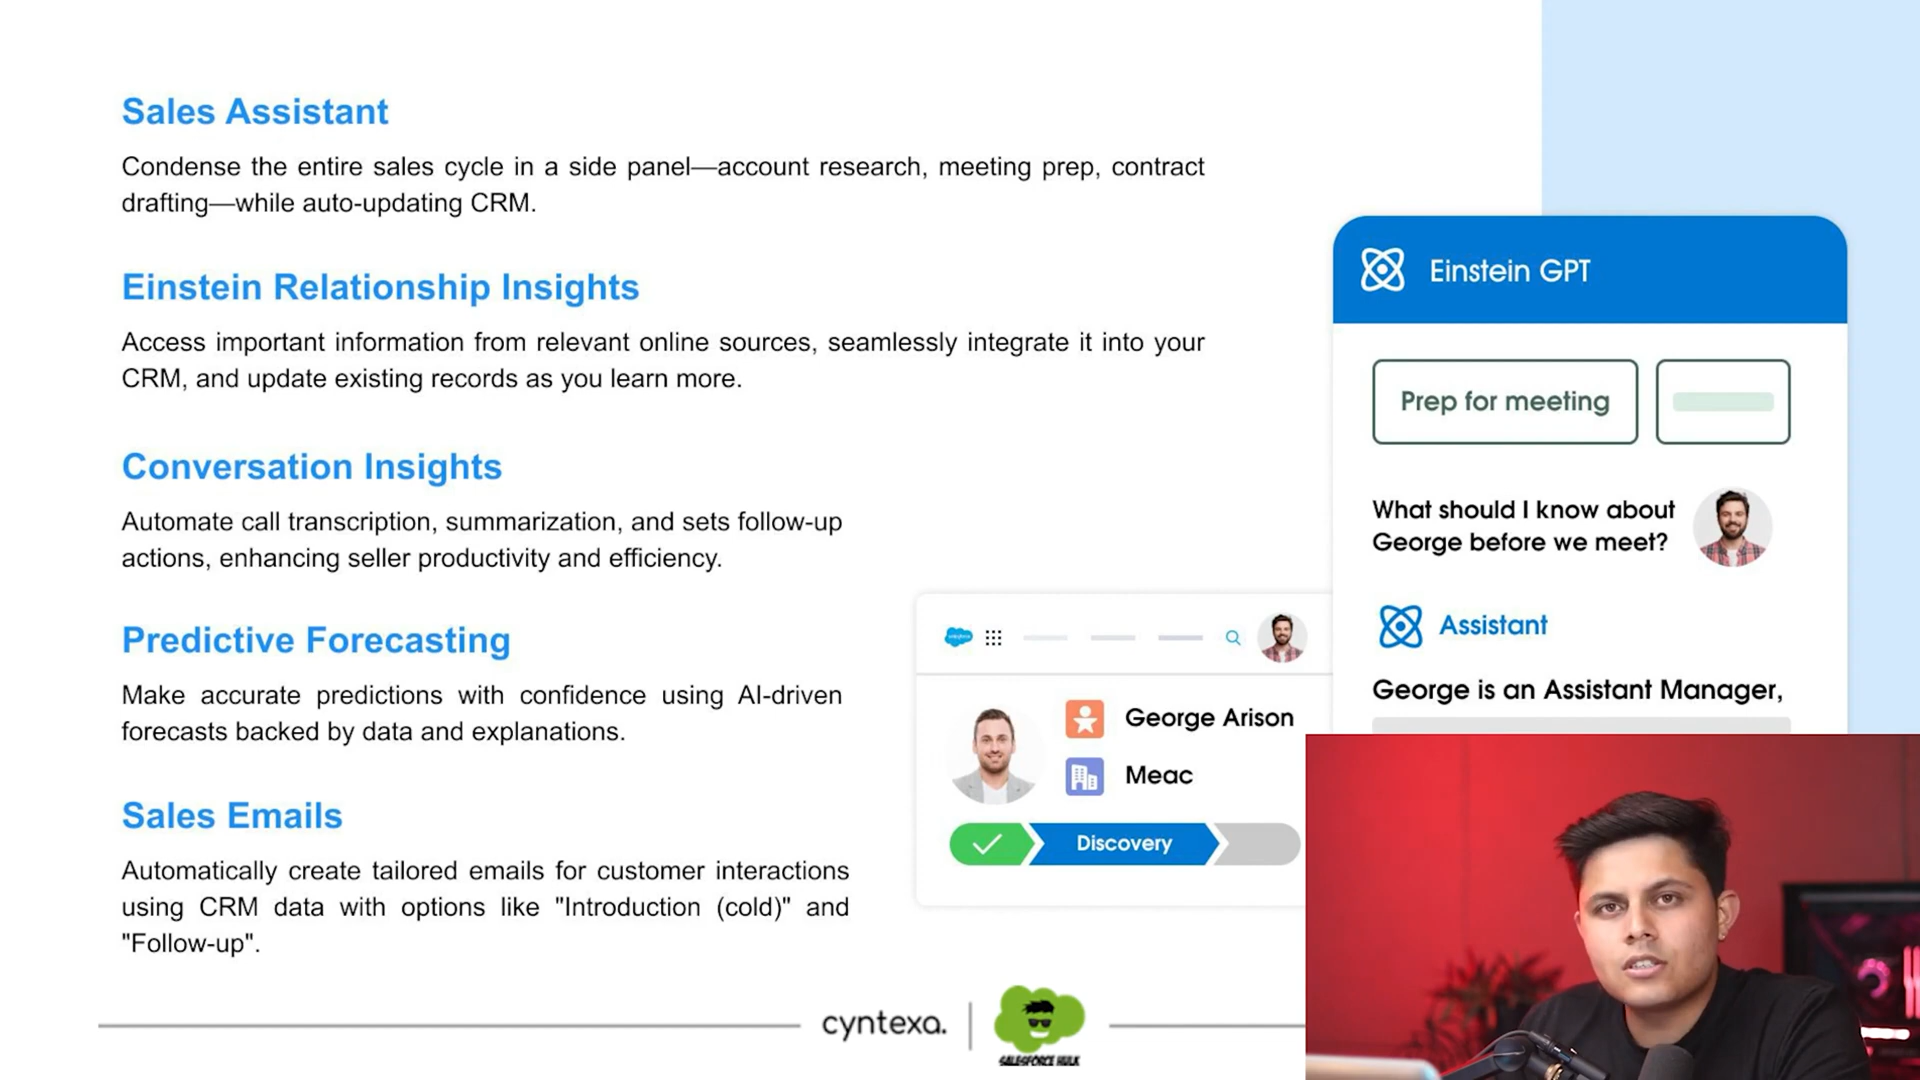 Sales Assistant
Condense the entire sales cycle in a side panel—account research, meeting prep, contract
drafting—while auto-updating CRM.
Einstein Relationship Insights
Access important information from relevant online sources, seamlessly integrate it into your
CRM, and update existing records as you learn more.
Conversation Insights
Automate call transcription, summarization, and sets follow-up
actions, enhancing seller productivity and efficiency.
Predictive Forecasting
Make accurate predictions with confidence using AI-driven
forecasts backed by data and explanations.
Sales Emails
Automatically create tailored emails for customer interactions
using CRM data with options like "Introduction (cold)" and
"Follow-up".
Einstein GPT
Prep for meeting
What should I know about
George before we meet?
Assistant
George is an Assistant Manager,
salesforce
George Arison
Meac
Discovery
cyntexa.
SALESFORCE HULK